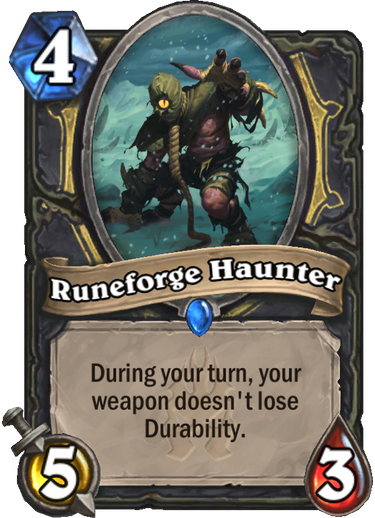 4
Runeforge Haunter
During your turn, your
weapon doesn't lose
Durability.
5
3